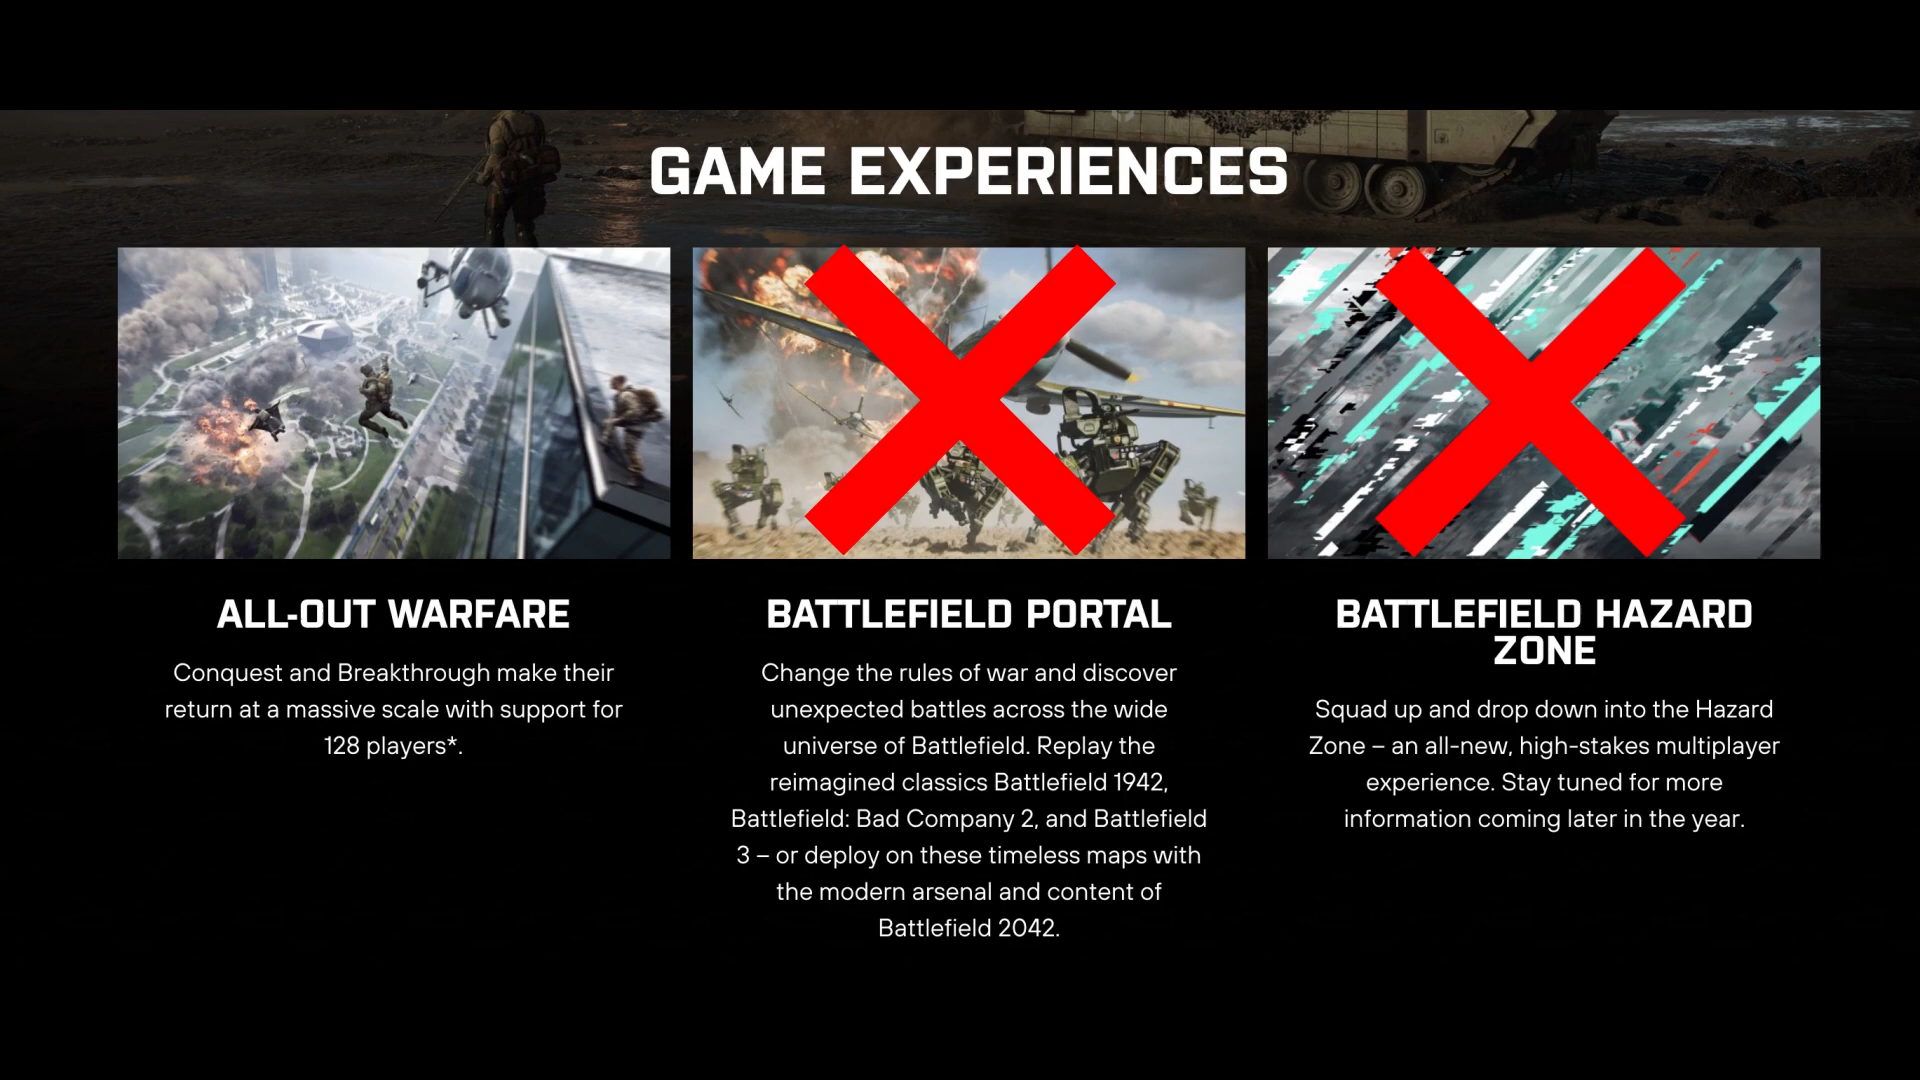 GAME EXPERIENCES
ALL-OUT WARFARE
Conquest and Breakthrough make their
return at a massive scale with support for
128 players*.
BATTLEFIELD PORTAL
Change the rules of war and discover
unexpected battles across the wide
universe of Battlefield. Replay the
reimagined classics Battlefield 1942,
Battlefield: Bad Company 2, and Battlefield
3 – or deploy on these timeless maps with
the modern arsenal and content of
Battlefield 2042.
BATTLEFIELD HAZARD
ZONE
Squad up and drop down into the Hazard
Zone – an all-new, high-stakes multiplayer
experience. Stay tuned for more
information coming later in the year.